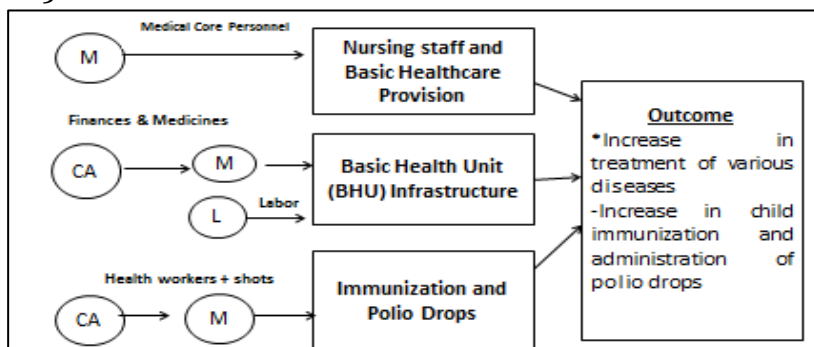 Medical Core Personnel
M
Nursing staff and
Basic Healthcare
Provision
Finances & Medicines
CA
M
L
Labor
Basic Health Unit
(BHU) Infrastructure
Health workers + shots
CA
M
Immunization and
Polio Drops
Outcome
*Increase in
treatment of various
diseases
-Increase in child
immunization and
administration of
polio drops